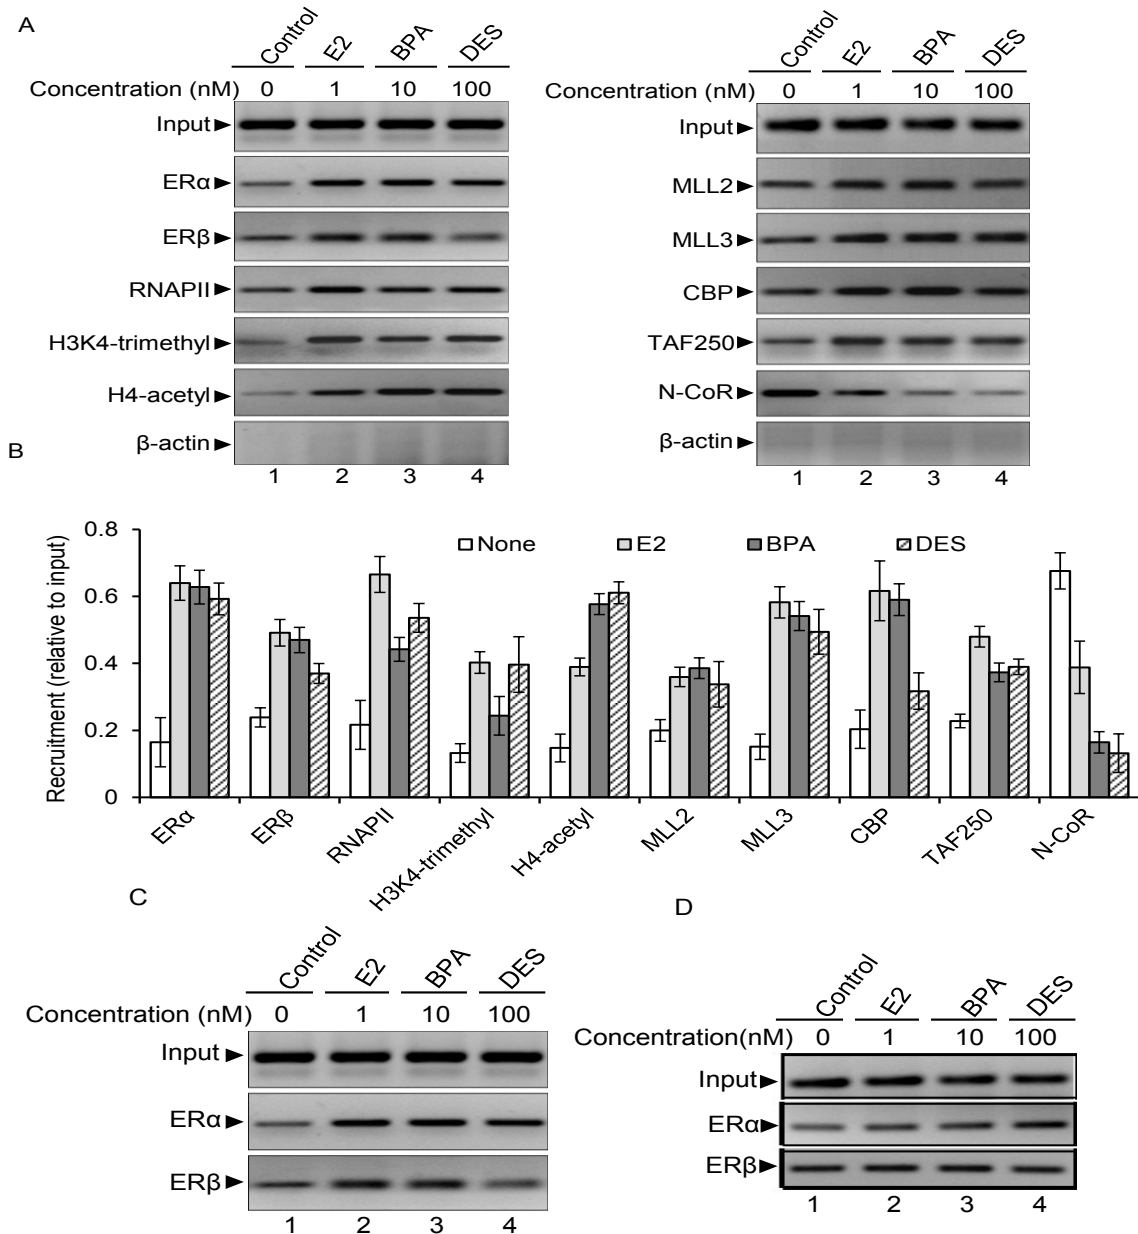 A
Control E2 BPA DES
Concentration (nM) 0 1 10 100
Input
ERα
ERβ
RNAPII
H3K4-trimethyl
H4-acetyl
β-actin
1 2 3 4
Control E2 BPA DES
Concentration (nM) 0 1 10 100
Input
MLL2
MLL3
CBP
TAF250
N-CoR
β-actin
1 2 3 4
B
Recruitment (relative to input)
0.8
0.6
0.4
0.2
0
None E2 BPA DES
ERα ERβ RNAPII H3K4-trimethyl H4-acetyl MLL2 MLL3 CBP TAF250 N-CoR
C
Control E2 BPA DES
Concentration (nM) 0 1 10 100
Input
ERα
ERβ
1 2 3 4
D
Control E2 BPA DES
Concentration(nM) 0 1 10 100
Input
ERα
ERβ
1 2 3 4